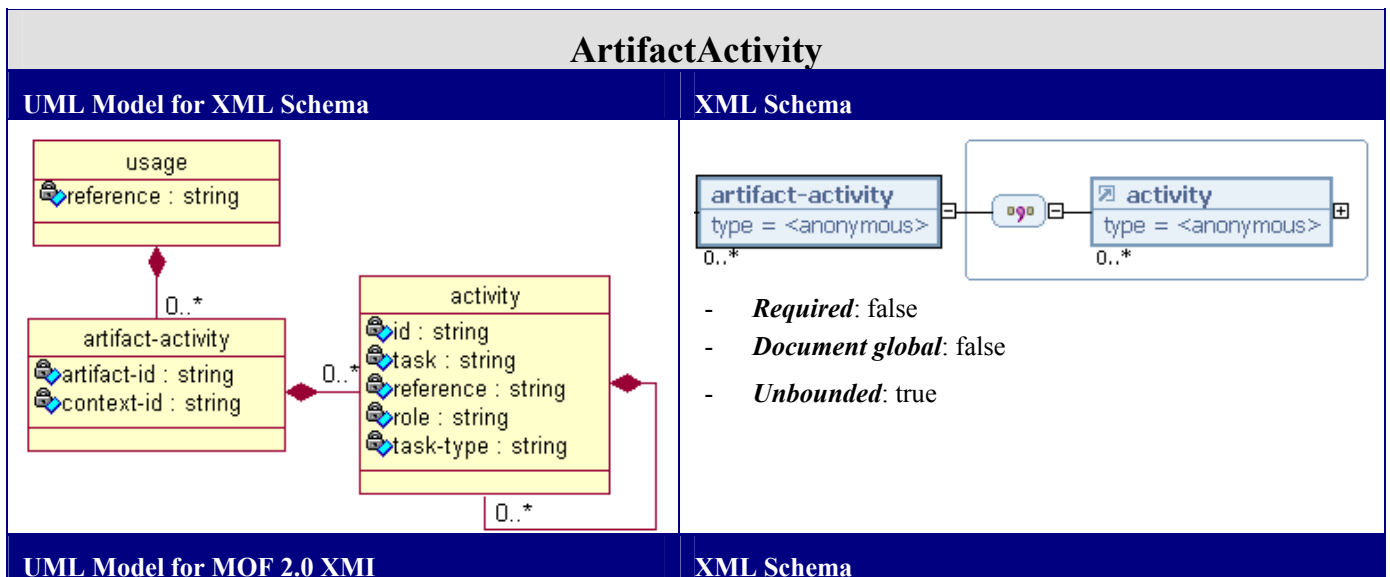 ArtifactActivity
UML Model for XML Schema
XML Schema
usage
reference : string
0..*
artifact-activity
artifact-id : string
context-id : string
0..*
activity
id : string
task : string
reference : string
role : string
task-type : string
0..*
artifact-activity
type = <anonymous>
0..*
activity
type = <anonymous>
0..*
- Required: false
- Document global: false
- Unbounded: true
UML Model for MOF 2.0 XMI
XML Schema